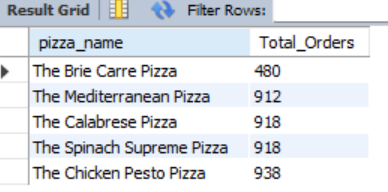 Result Grid Filter Rows:
pizza_name Total_Orders
The Brie Carre Pizza 480
The Mediterranean Pizza 912
The Calabrese Pizza 918
The Spinach Supreme Pizza 918
The Chicken Pesto Pizza 938